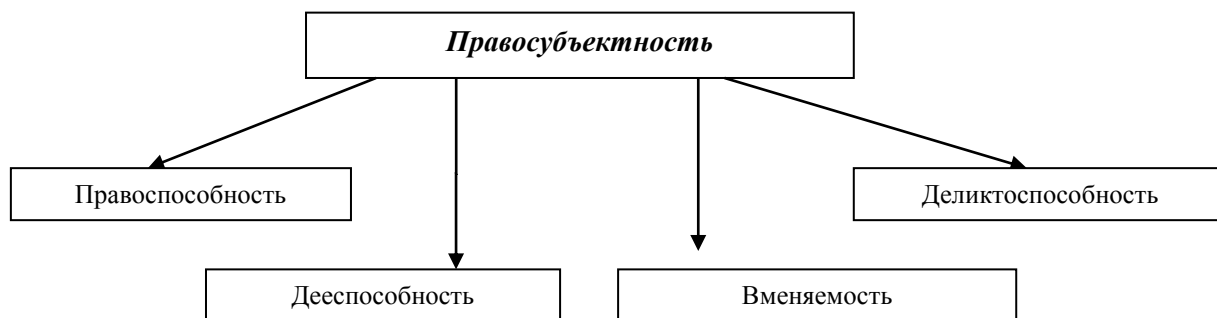 Правосубъектность
Правоспособность
Деликтоспособность
Дееспособность
Вменяемость